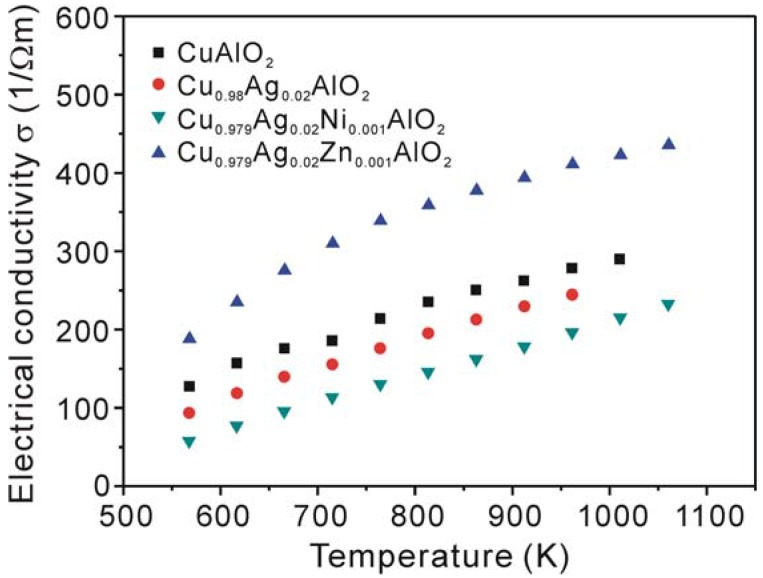 600
500
400
300
200
100
0
Electrical conductivity σ (1/Ωm)
CuAlO₂
Cu₀.₉₈Ag₀.₀₂AlO₂
Cu₀.₉₇₉Ag₀.₀₂Ni₀.₀₀₁AlO₂
Cu₀.₉₇₉Ag₀.₀₂Zn₀.₀₀₁AlO₂
500 600 700 800 900 1000 1100
Temperature (K)